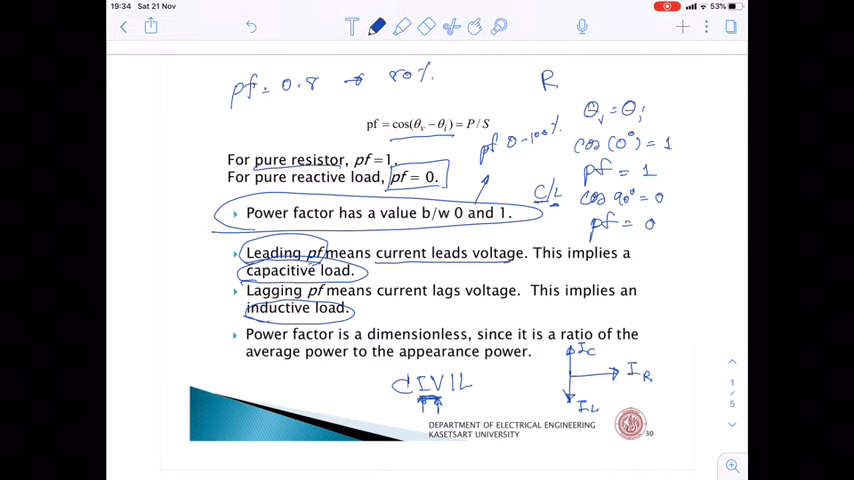 19:34 Sat 21 Nov
53%
T
pf = 0.8 → 80%
R
pf = cos(θv – θi) = P / S
θv = θi
pf 0-100%
cos(0°) = 1
For pure resistor, pf =1.
pf = 1
For pure reactive load, pf = 0.
C/L
cos 90° = 0
Power factor has a value b/w 0 and 1.
pf = 0
Leading pf means current leads voltage. This implies a
capacitive load.
Lagging pf means current lags voltage. This implies an
inductive load.
Power factor is a dimensionless, since it is a ratio of the
average power to the appearance power.
IC
IR
IL
CIVIL
1
5
DEPARTMENT OF ELECTRICAL ENGINEERING
KASETSART UNIVERSITY
30